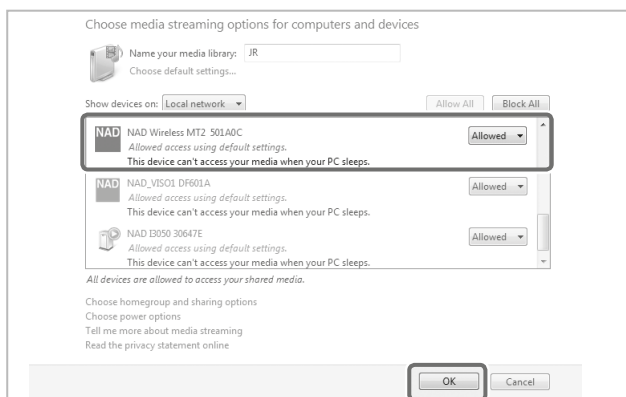 Choose media streaming options for computers and devices
Name your media library: JR
Choose default settings...
Show devices on: Local network Allow All Block All
NAD NAD Wireless MT2 501A0C Allowed
Allowed access using default settings.
This device can't access your media when your PC sleeps.
NAD NAD_VISO1 DF601A Allowed
Allowed access using default settings.
This device can't access your media when your PC sleeps.
NAD I3050 30647E Allowed
Allowed access using default settings.
This device can't access your media when your PC sleeps.
All devices are allowed to access your shared media.
Choose homegroup and sharing options
Choose power options
Tell me more about media streaming
Read the privacy statement online
OK Cancel